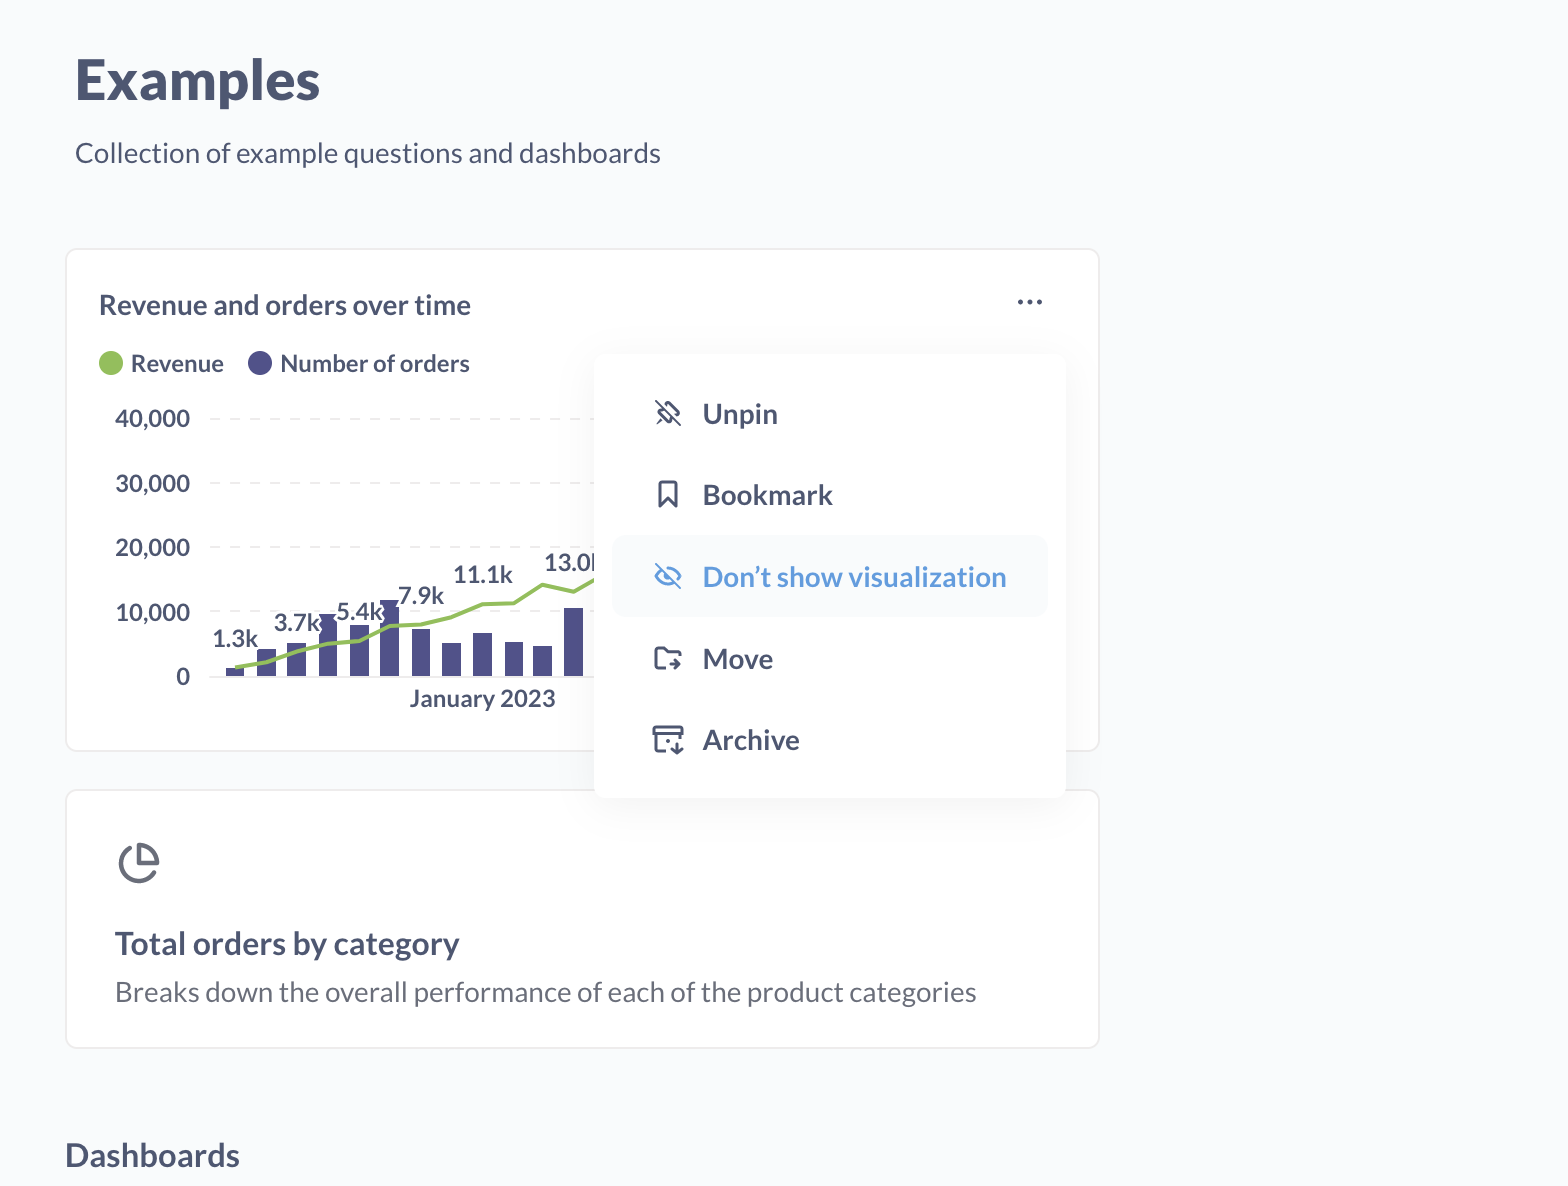 Examples
Collection of example questions and dashboards
Revenue and orders over time
Revenue Number of orders
40,000
30,000
20,000
10,000
0
1.3k 3.7k 5.4k 7.9k 11.1k 13.0
January 2023
Unpin
Bookmark
Don’t show visualization
Move
Archive
Total orders by category
Breaks down the overall performance of each of the product categories
Dashboards